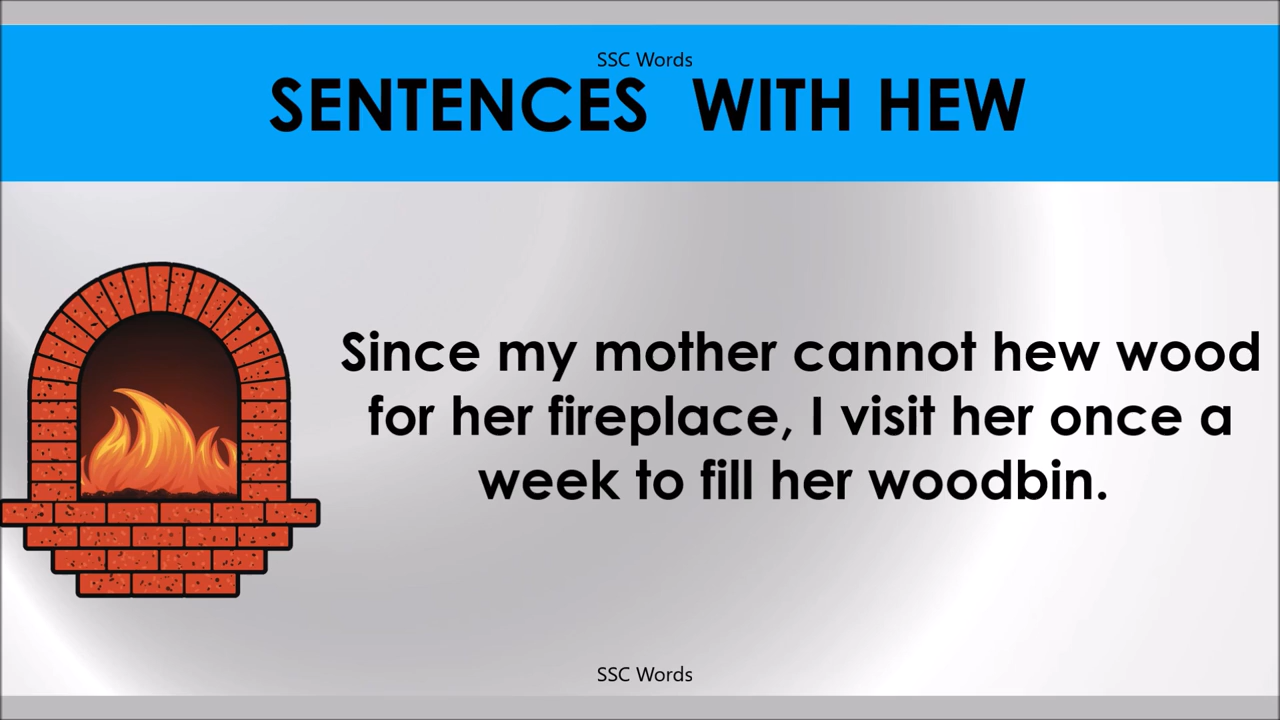 SSC Words
SENTENCES WITH HEW
Since my mother cannot hew wood
for her fireplace, I visit her once a
week to fill her woodbin.
SSC Words